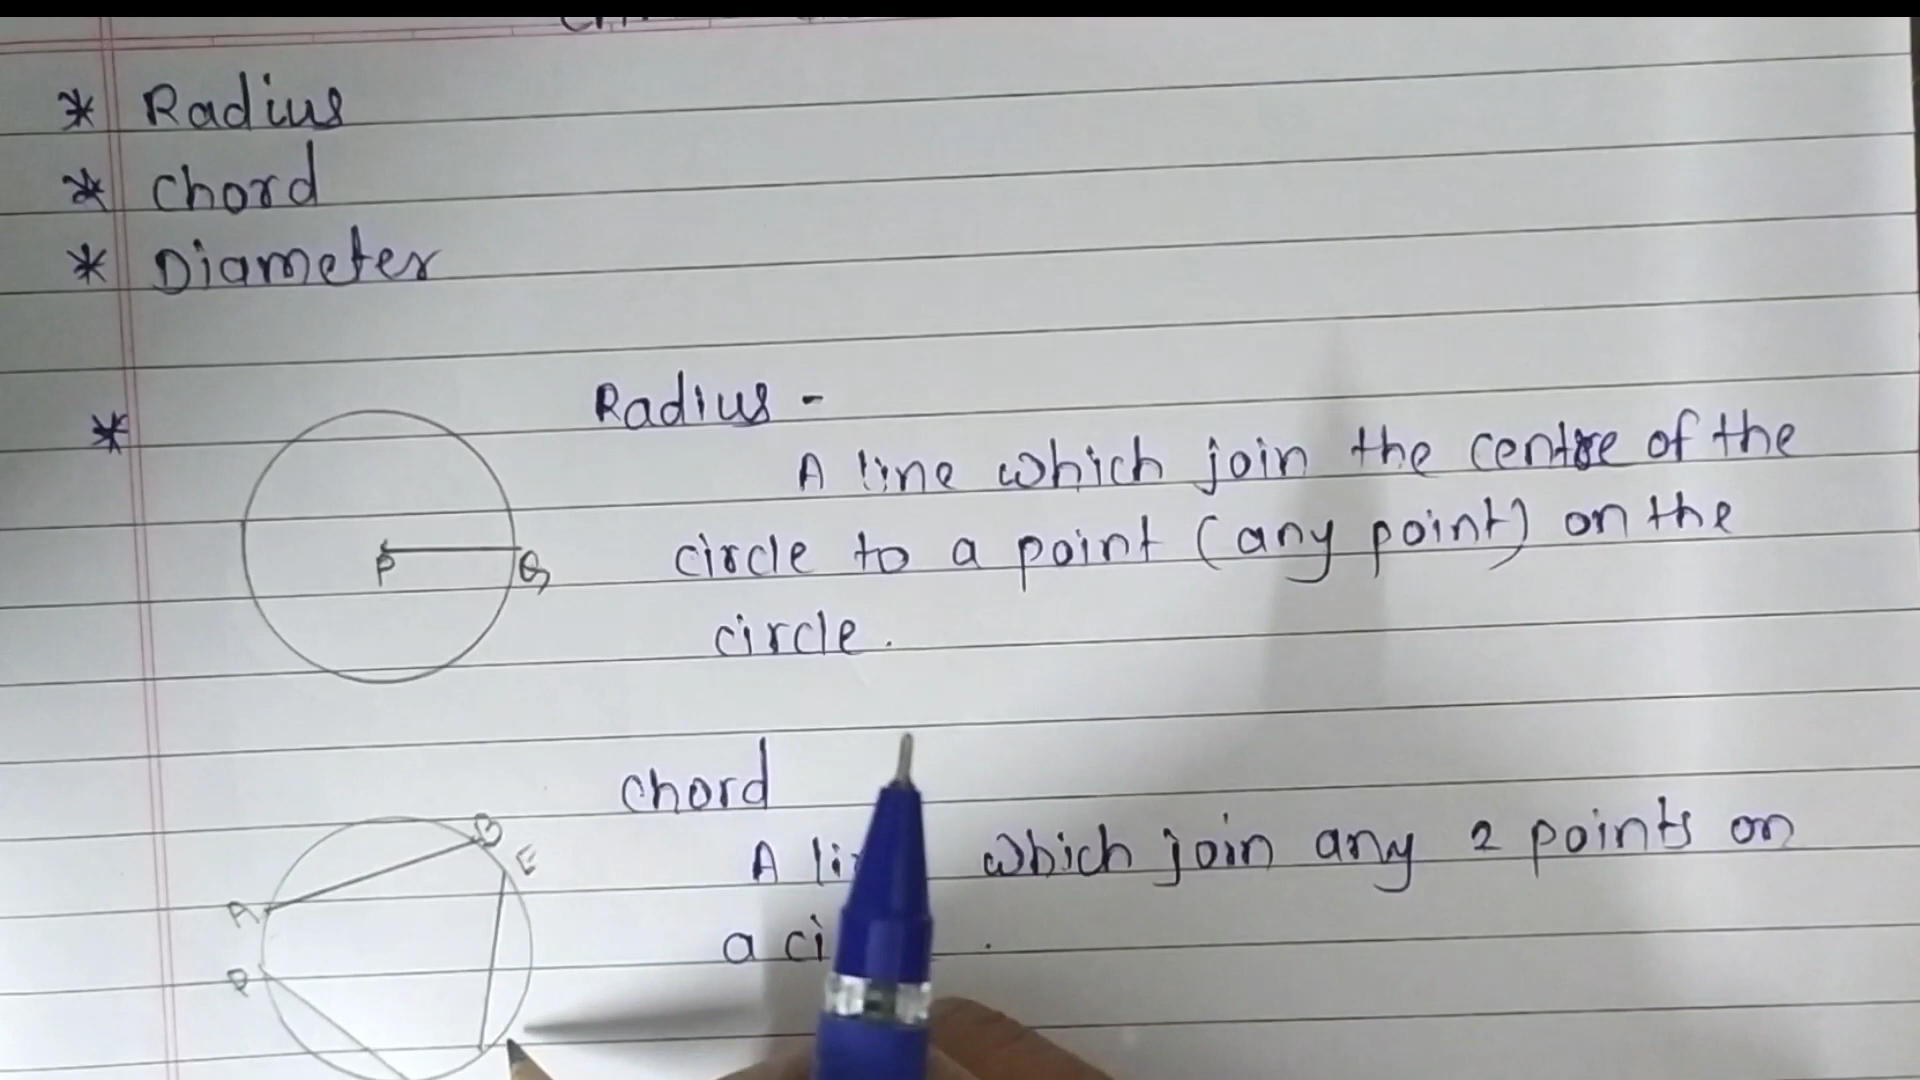 * Radius
* Chord
* Diameter
*
Radius -
A line which join the centre of the
circle to a point (any point) on the
circle.
P
Q
chord
A which join any 2 points on
a
A
B
E
P